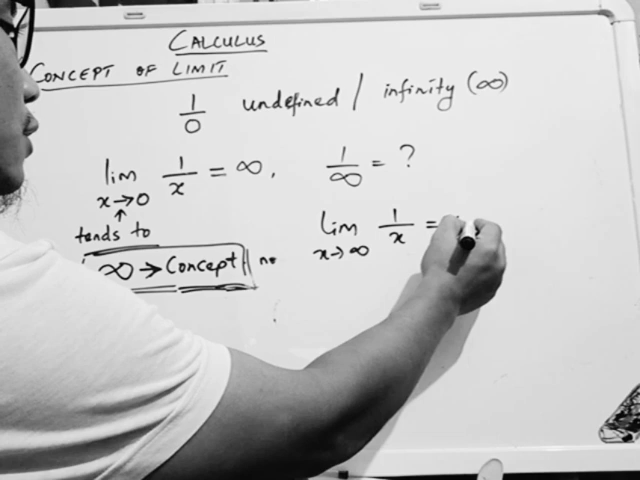 CALCULUS
CONCEPT OF LIMIT
1/0 undefined / infinity (∞)
lim x→0 1/x = ∞, 1/∞ = ?
↑
tends to
lim x→∞ 1/x =
∞ → Concept